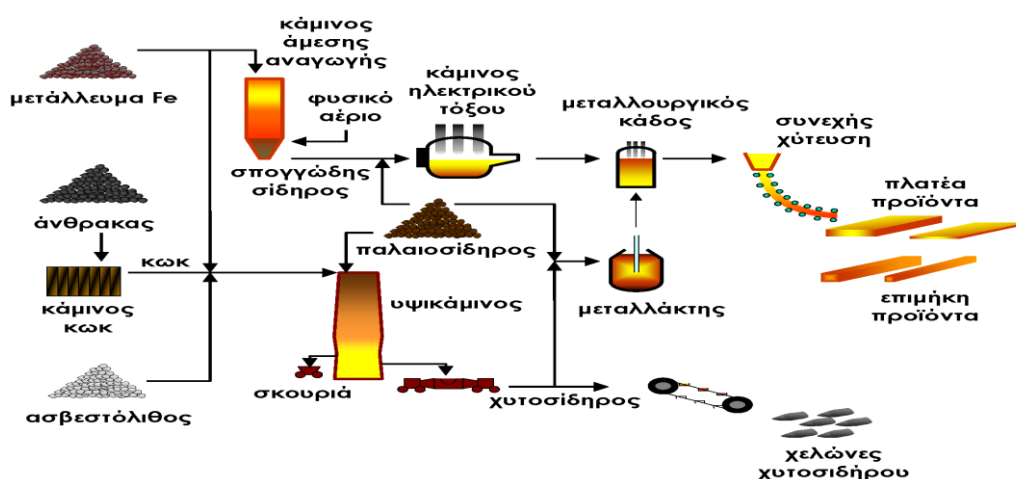 κάμινος
άμεσης
αναγωγής
μετάλλευμα Fe
φυσικό
αέριο
κάμινος
ηλεκτρικού
τόξου
μεταλλουργικός
κάδος
συνεχής
χύτευση
σπογγώδης
σίδηρος
πλατέα
προϊόντα
άνθρακας
παλαιοσίδηρος
κωκ
κάμινος
κωκ
υψικάμινος
μεταλλάκτης
επιμήκη
προϊόντα
σκουριά
χυτοσίδηρος
ασβεστόλιθος
χελώνες
χυτοσιδήρου